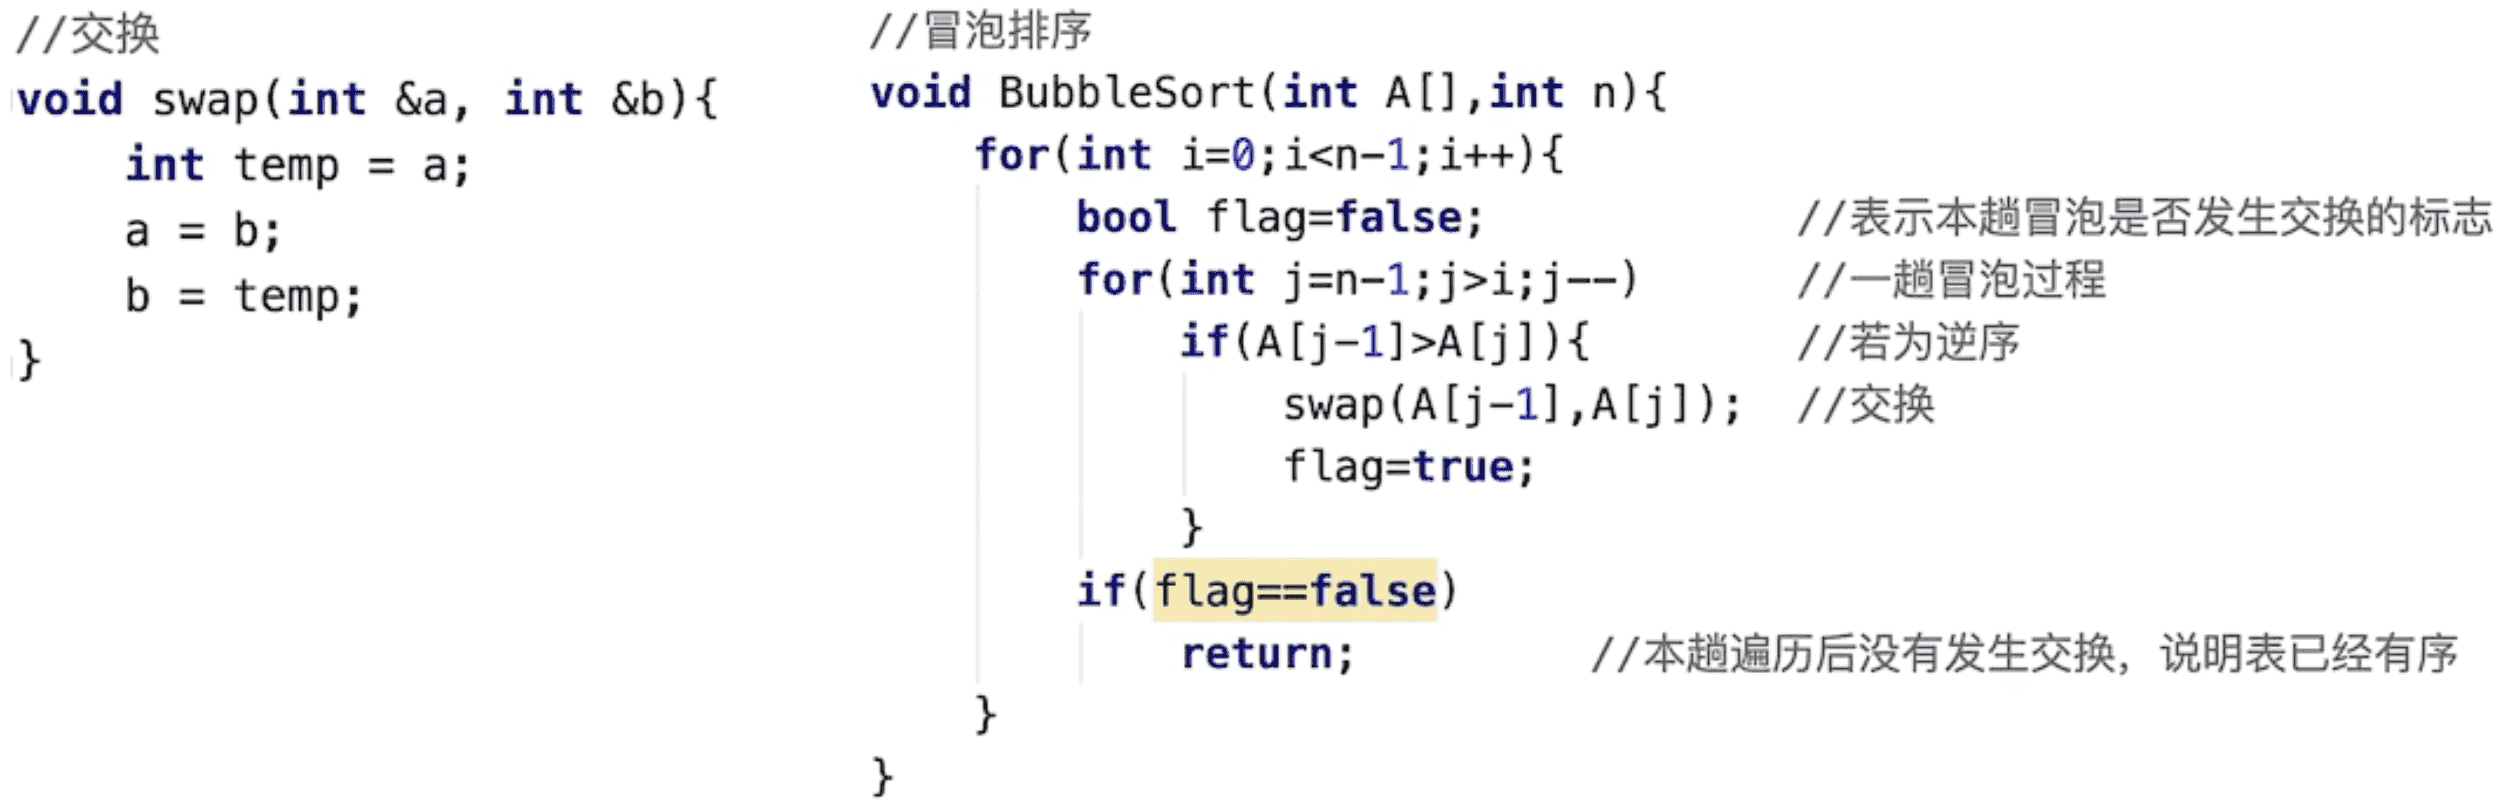 //交换
void swap(int &a, int &b){
    int temp = a;
    a = b;
    b = temp;
}
//冒泡排序
void BubbleSort(int A[],int n){
    for(int i=0;i<n-1;i++){
        bool flag=false;    //表示本趟冒泡是否发生交换的标志
        for(int j=n-1;j>i;j--)    //一趟冒泡过程
            if(A[j-1]>A[j]){    //若为逆序
                swap(A[j-1],A[j]);    //交换
                flag=true;
            }
        if(flag==false)
            return;    //本趟遍历后没有发生交换，说明表已经有序
    }
}